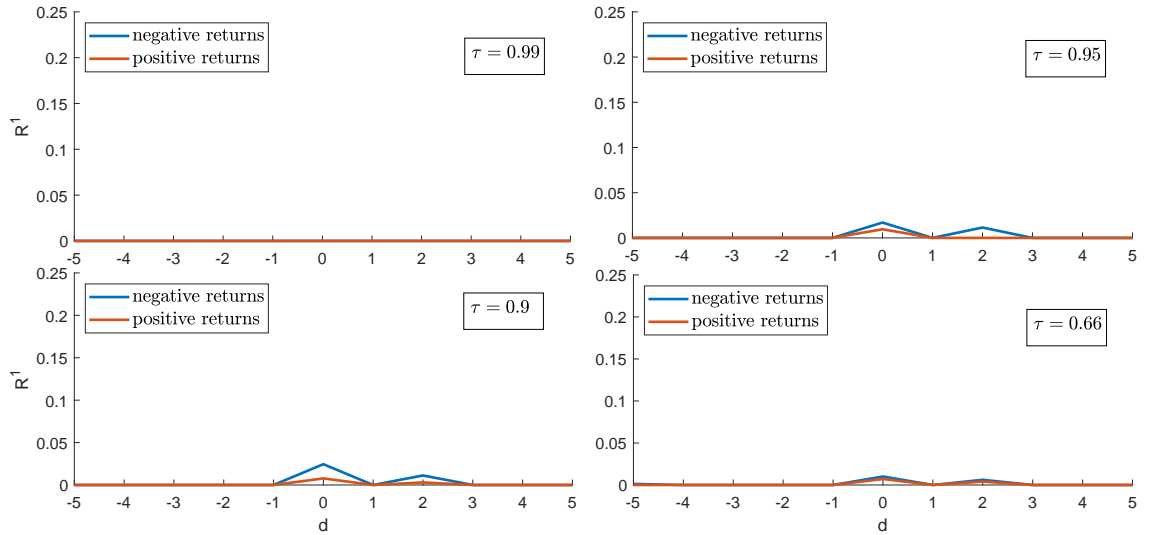 0.25
0.2
0.15
0.1
0.05
0
R^1
negative returns
positive returns
τ = 0.99
-5 -4 -3 -2 -1 0 1 2 3 4 5
0.25
0.2
0.15
0.1
0.05
0
negative returns
positive returns
τ = 0.95
-5 -4 -3 -2 -1 0 1 2 3 4 5
0.25
0.2
0.15
0.1
0.05
0
R^1
negative returns
positive returns
τ = 0.9
-5 -4 -3 -2 -1 0 1 2 3 4 5
d
0.25
0.2
0.15
0.1
0.05
0
negative returns
positive returns
τ = 0.66
-5 -4 -3 -2 -1 0 1 2 3 4 5
d